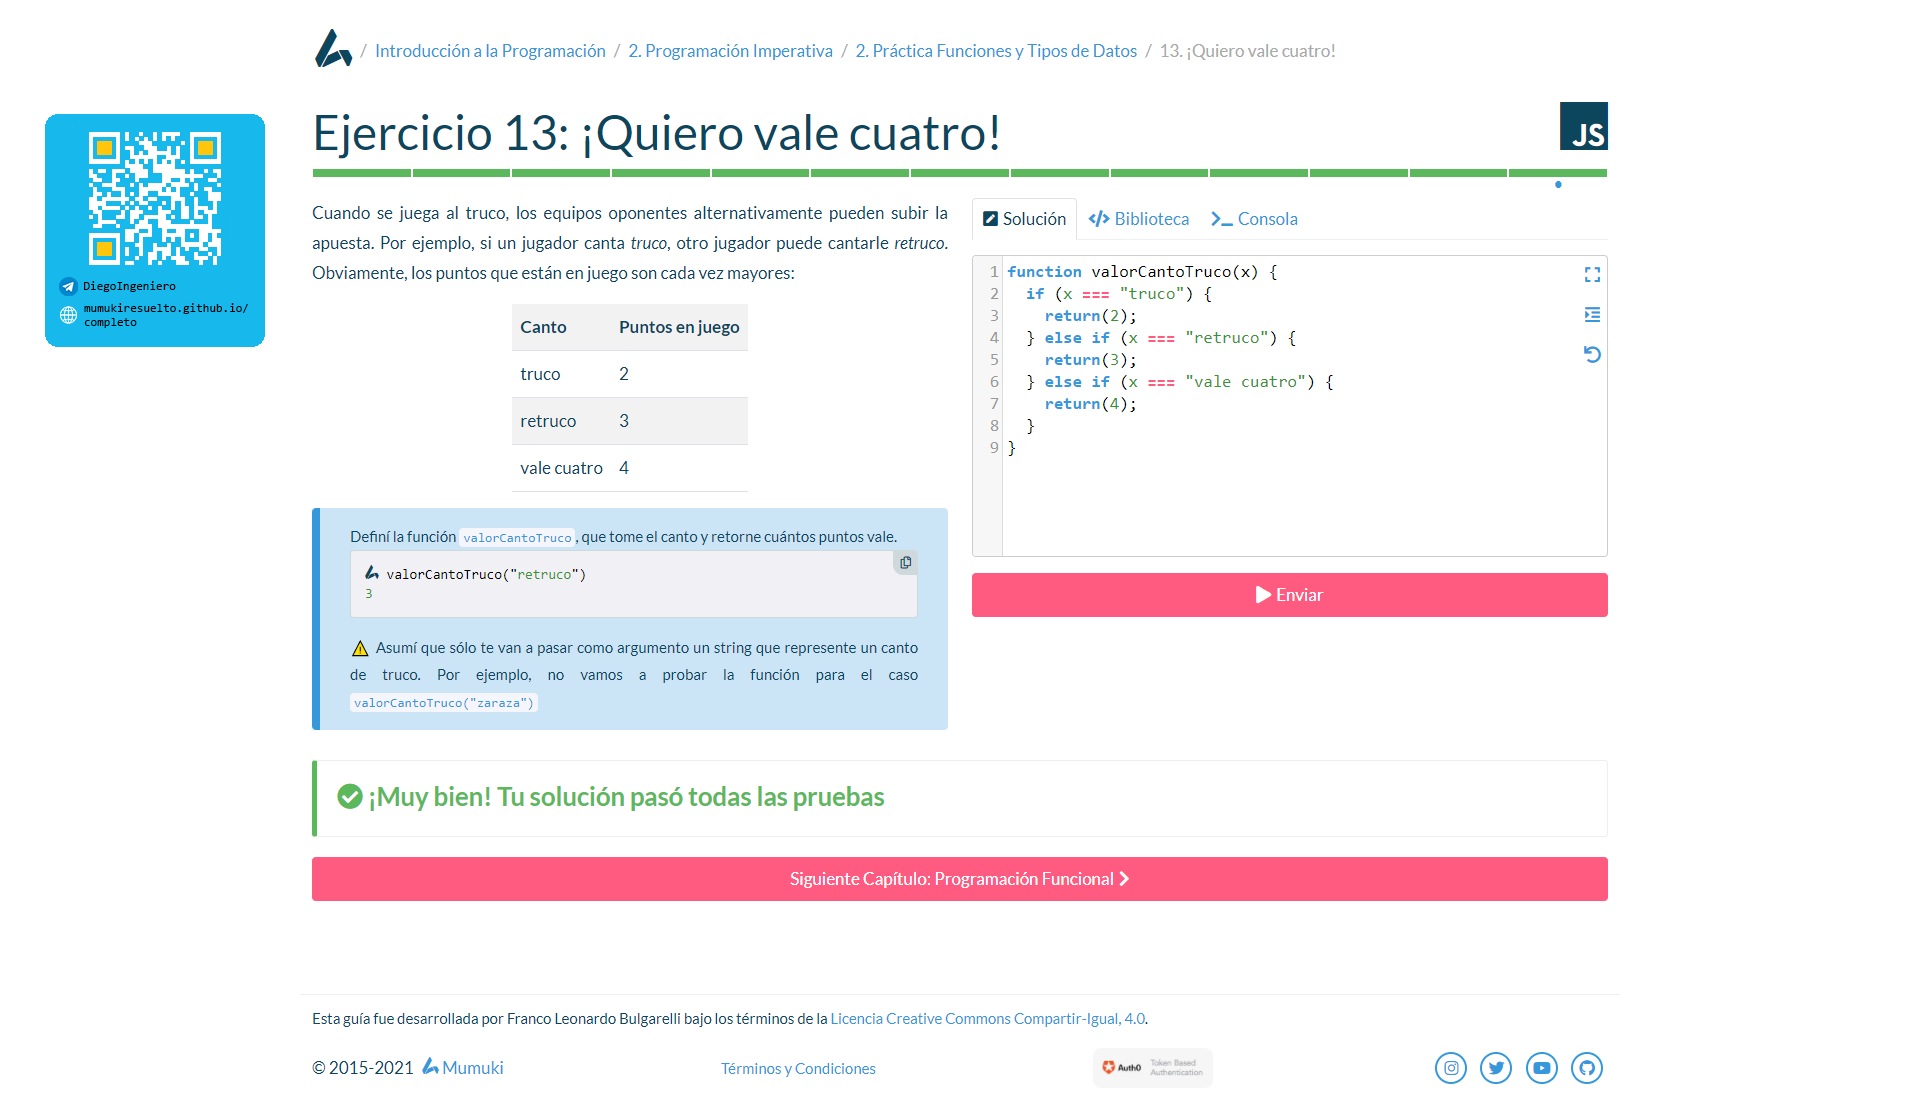 / Introducción a la Programación / 2. Programación Imperativa / 2. Práctica Funciones y Tipos de Datos / 13. ¡Quiero vale cuatro!
DiegoIngeniero
mumukiresuelto.github.io/
completo
Ejercicio 13: ¡Quiero vale cuatro!
JS
Cuando se juega al truco, los equipos oponentes alternativamente pueden subir la
apuesta. Por ejemplo, si un jugador canta truco, otro jugador puede cantarle retruco.
Obviamente, los puntos que están en juego son cada vez mayores:
Canto Puntos en juego
truco 2
retruco 3
vale cuatro 4
Definí la función valorCantoTruco, que tome el canto y retorne cuántos puntos vale.
valorCantoTruco("retruco")
3
Asumí que sólo te van a pasar como argumento un string que represente un canto
de truco. Por ejemplo, no vamos a probar la función para el caso
valorCantoTruco("zaraza")
Solución Biblioteca Consola
1 function valorCantoTruco(x) {
2 if (x === "truco") {
3 return(2);
4 } else if (x === "retruco") {
5 return(3);
6 } else if (x === "vale cuatro") {
7 return(4);
8 }
9 }
Enviar
¡Muy bien! Tu solución pasó todas las pruebas
Siguiente Capítulo: Programación Funcional
Esta guía fue desarrollada por Franco Leonardo Bulgarelli bajo los términos de la Licencia Creative Commons Compartir-Igual, 4.0.
© 2015-2021 Mumuki
Términos y Condiciones
Auth0 Token Based
Authentication